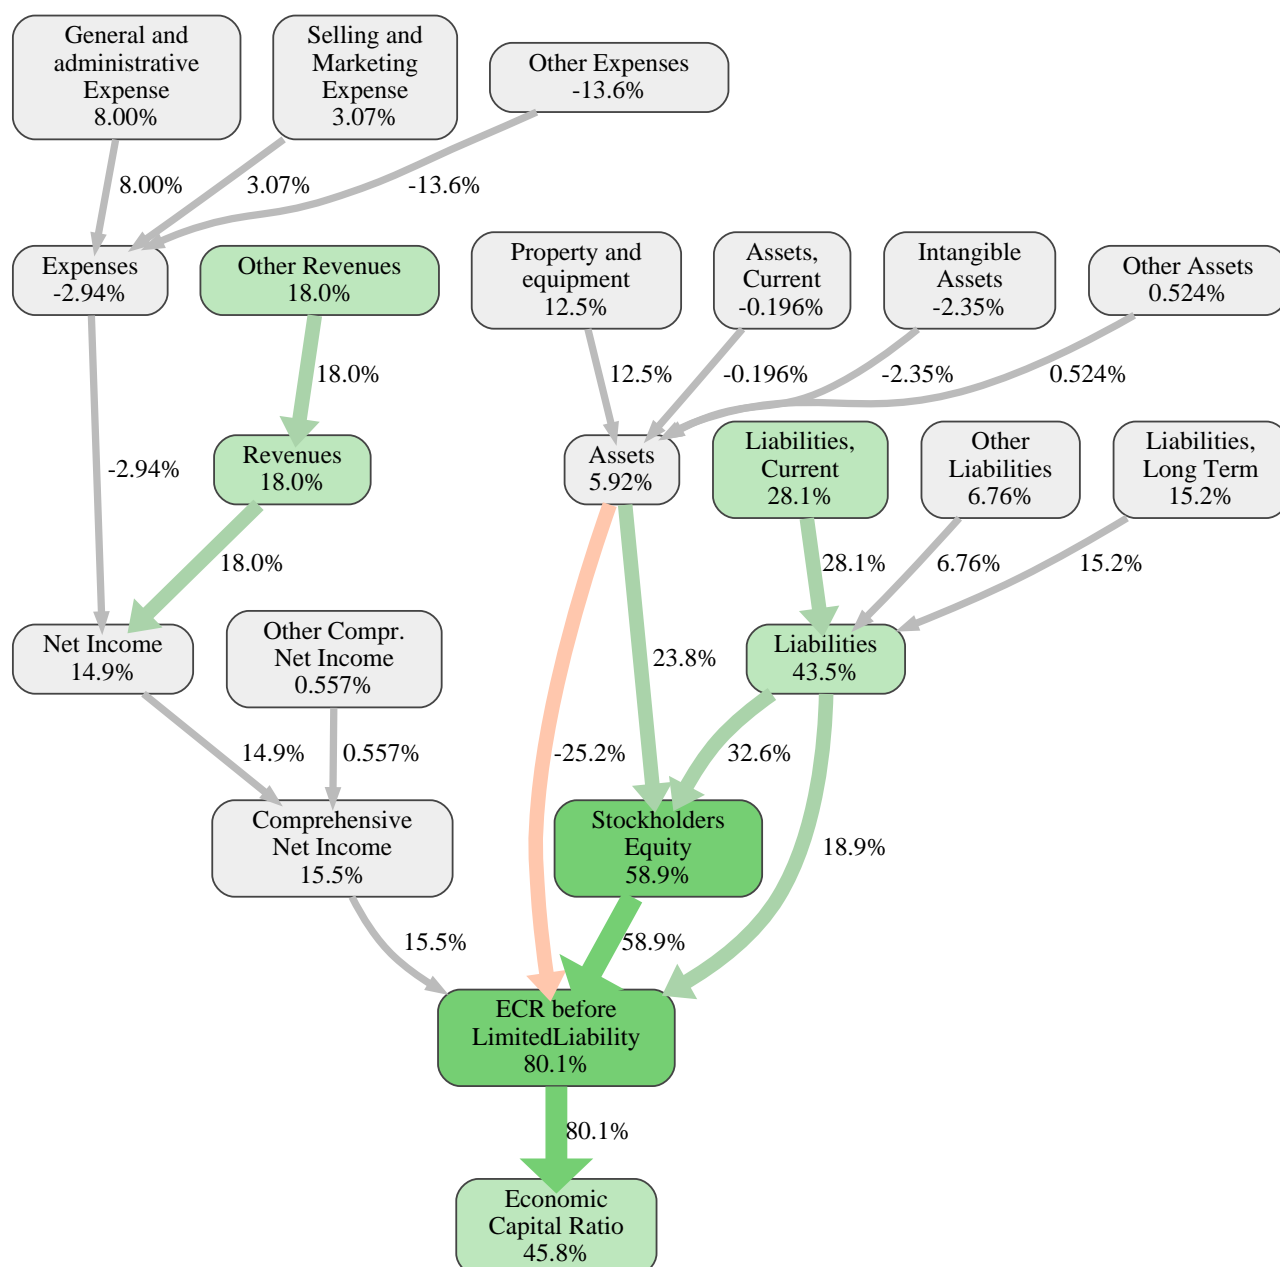 General and
administrative
Expense
8.00%
Selling and
Marketing
Expense
3.07%
Other Expenses
-13.6%
8.00%
3.07%
-13.6%
Expenses
-2.94%
Other Revenues
18.0%
Property and
equipment
12.5%
Assets,
Current
-0.196%
Intangible
Assets
-2.35%
Other Assets
0.524%
18.0%
12.5%
-0.196%
-2.35%
0.524%
-2.94%
Revenues
18.0%
Assets
5.92%
Liabilities,
Current
28.1%
Other
Liabilities
6.76%
Liabilities,
Long Term
15.2%
18.0%
28.1%
6.76%
15.2%
Net Income
14.9%
Other Compr.
Net Income
0.557%
23.8%
Liabilities
43.5%
14.9%
0.557%
-25.2%
32.6%
Comprehensive
Net Income
15.5%
Stockholders
Equity
58.9%
18.9%
15.5%
58.9%
ECR before
LimitedLiability
80.1%
80.1%
Economic
Capital Ratio
45.8%